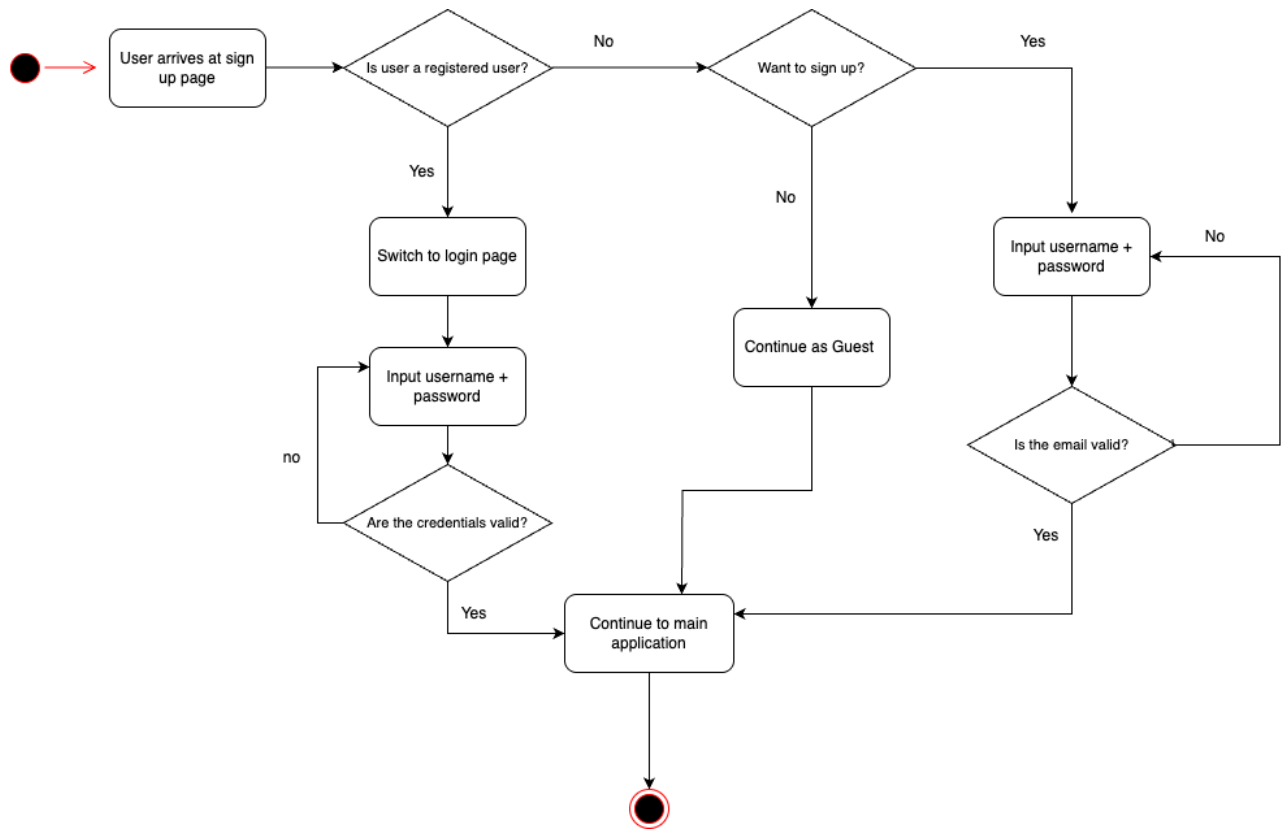 User arrives at sign
up page
Is user a registered user?
No
Want to sign up?
Yes
Yes
No
Switch to login page
Input username +
password
No
Continue as Guest
Input username +
password
Is the email valid?
no
Are the credentials valid?
Yes
Yes
Continue to main
application